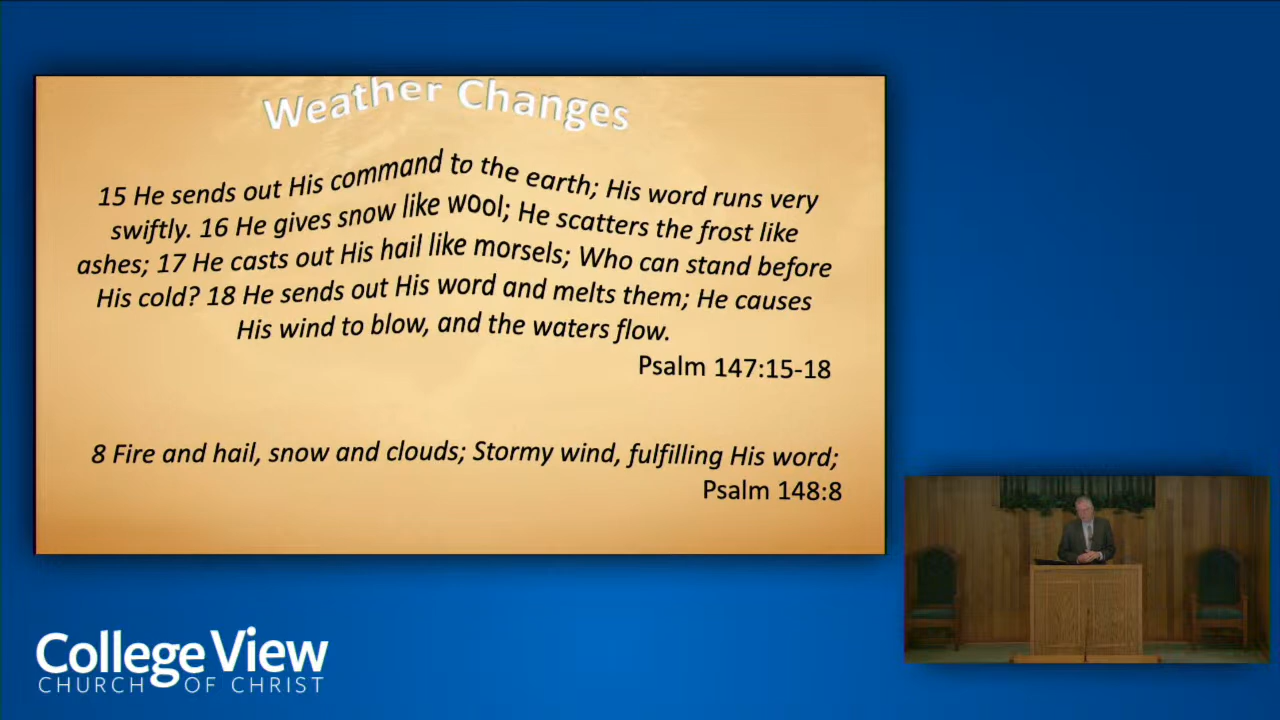 Weather Changes
15 He sends out His command to the earth; His word runs very
swiftly. 16 He gives snow like wool; He scatters the frost like
ashes; 17 He casts out His hail like morsels; Who can stand before
His cold? 18 He sends out His word and melts them; He causes
His wind to blow, and the waters flow.
Psalm 147:15-18
8 Fire and hail, snow and clouds; Stormy wind, fulfilling His word;
Psalm 148:8
College View
CHURCH OF CHRIST